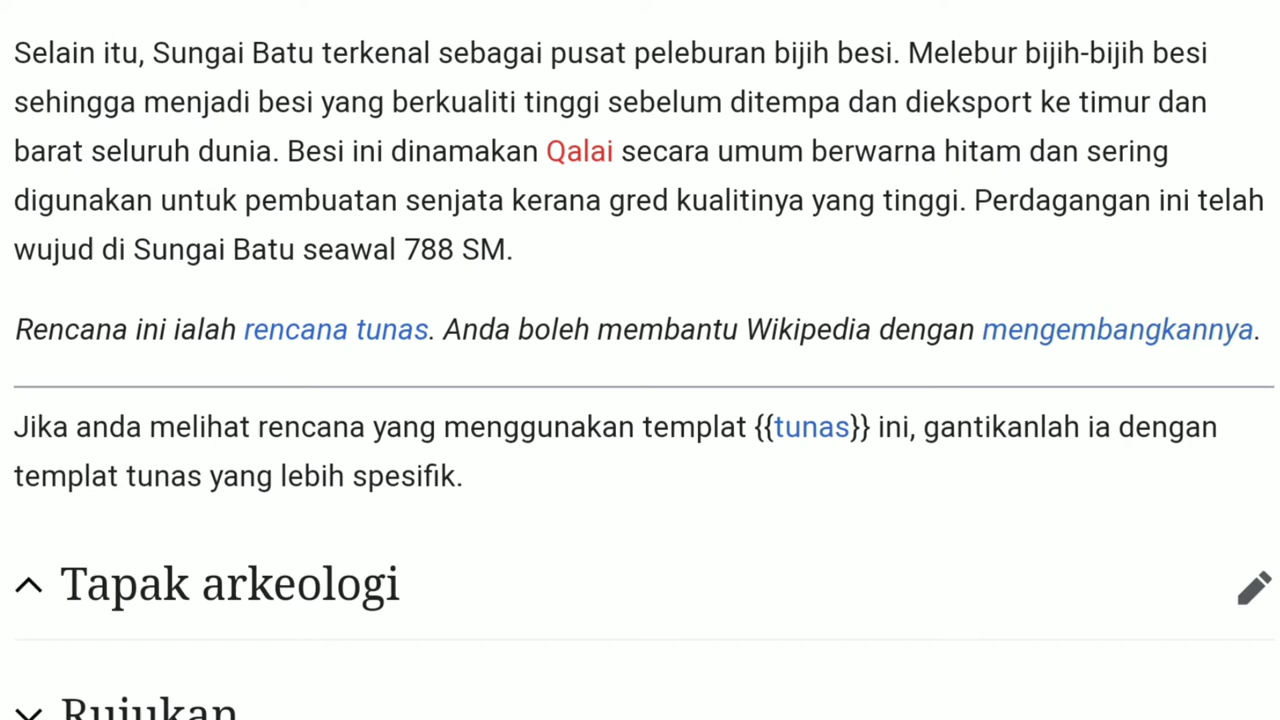 Selain itu, Sungai Batu terkenal sebagai pusat peleburan bijih besi. Melebur bijih-bijih besi
sehingga menjadi besi yang berkualiti tinggi sebelum ditempa dan dieksport ke timur dan
barat seluruh dunia. Besi ini dinamakan Qalai secara umum berwarna hitam dan sering
digunakan untuk pembuatan senjata kerana gred kualitinya yang tinggi. Perdagangan ini telah
wujud di Sungai Batu seawal 788 SM.
Rencana ini ialah rencana tunas. Anda boleh membantu Wikipedia dengan mengembangkannya.
Jika anda melihat rencana yang menggunakan templat {{tunas}} ini, gantikanlah ia dengan
templat tunas yang lebih spesifik.
Tapak arkeologi
Rujukan